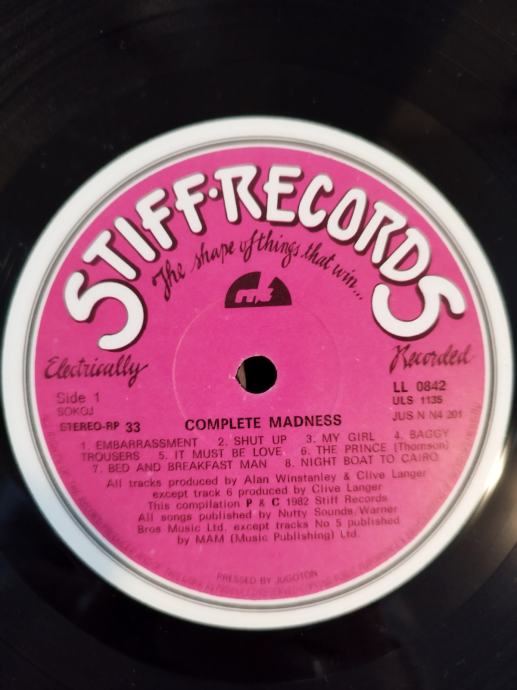 STIFF·RECORDS
The shape of things that win...
Electrically
Recorded
Side 1
SOKOJ
STEREO-RP 33
LL 0842
ULS 1135
JUS N N4 201
COMPLETE MADNESS
1. EMBARRASSMENT 2. SHUT UP 3. MY GIRL 4. BAGGY
TROUSERS 5. IT MUST BE LOVE 6. THE PRINCE (Thomson)
7. BED AND BREAKFAST MAN 8. NIGHT BOAT TO CAIRO
All tracks produced by Alan Winstanley & Clive Langer
except track 6 produced by Clive Langer
This compilation P & C 1982 Stiff Records
All songs published by Nutty Sounds/Warner
Bros Music Ltd. except tracks No 5 published
by MAM (Music Publishing) Ltd.
PRESSED BY JUGOTON